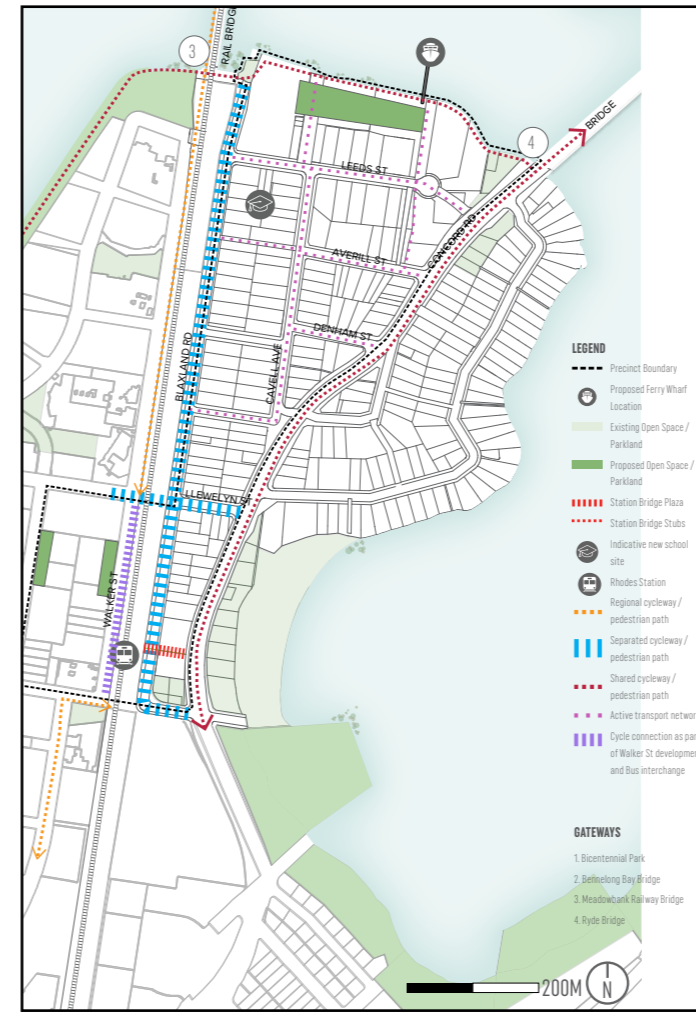 3
RAIL BRIDGE
4
BRIDGE
LEEDS ST
CONCORD RD
AVERILL ST
DENHAM ST
BLAXLAND RD
CAVELL AVE
LLEWELYN ST
WALKER ST
LEGEND
Precinct Boundary
Proposed Ferry Wharf
Location
Existing Open Space /
Parkland
Proposed Open Space /
Parkland
Station Bridge Plaza
Station Bridge Stubs
Indicative new school
site
Rhodes Station
Regional cycleway /
pedestrian path
Separated cycleway /
pedestrian path
Shared cycleway /
pedestrian path
Active transport networ
Cycle connection as par
of Walker St developmen
and Bus interchange
GATEWAYS
1. Bicentennial Park
2. Bennelong Bay Bridge
3. Meadowbank Railway Bridge
4. Ryde Bridge
200M
N